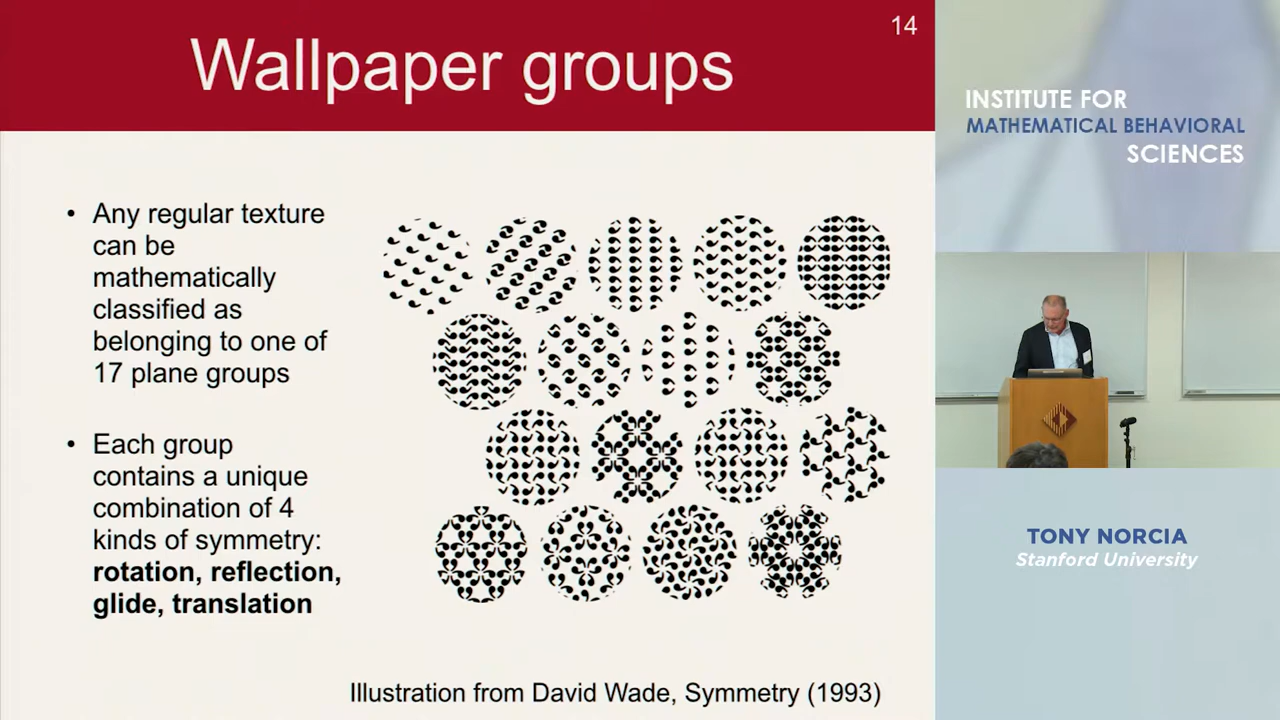 14
Wallpaper groups
• Any regular texture
can be
mathematically
classified as
belonging to one of
17 plane groups
• Each group
contains a unique
combination of 4
kinds of symmetry:
rotation, reflection,
glide, translation
Illustration from David Wade, Symmetry (1993)
INSTITUTE FOR
MATHEMATICAL BEHAVIORAL
SCIENCES
TONY NORCIA
Stanford University